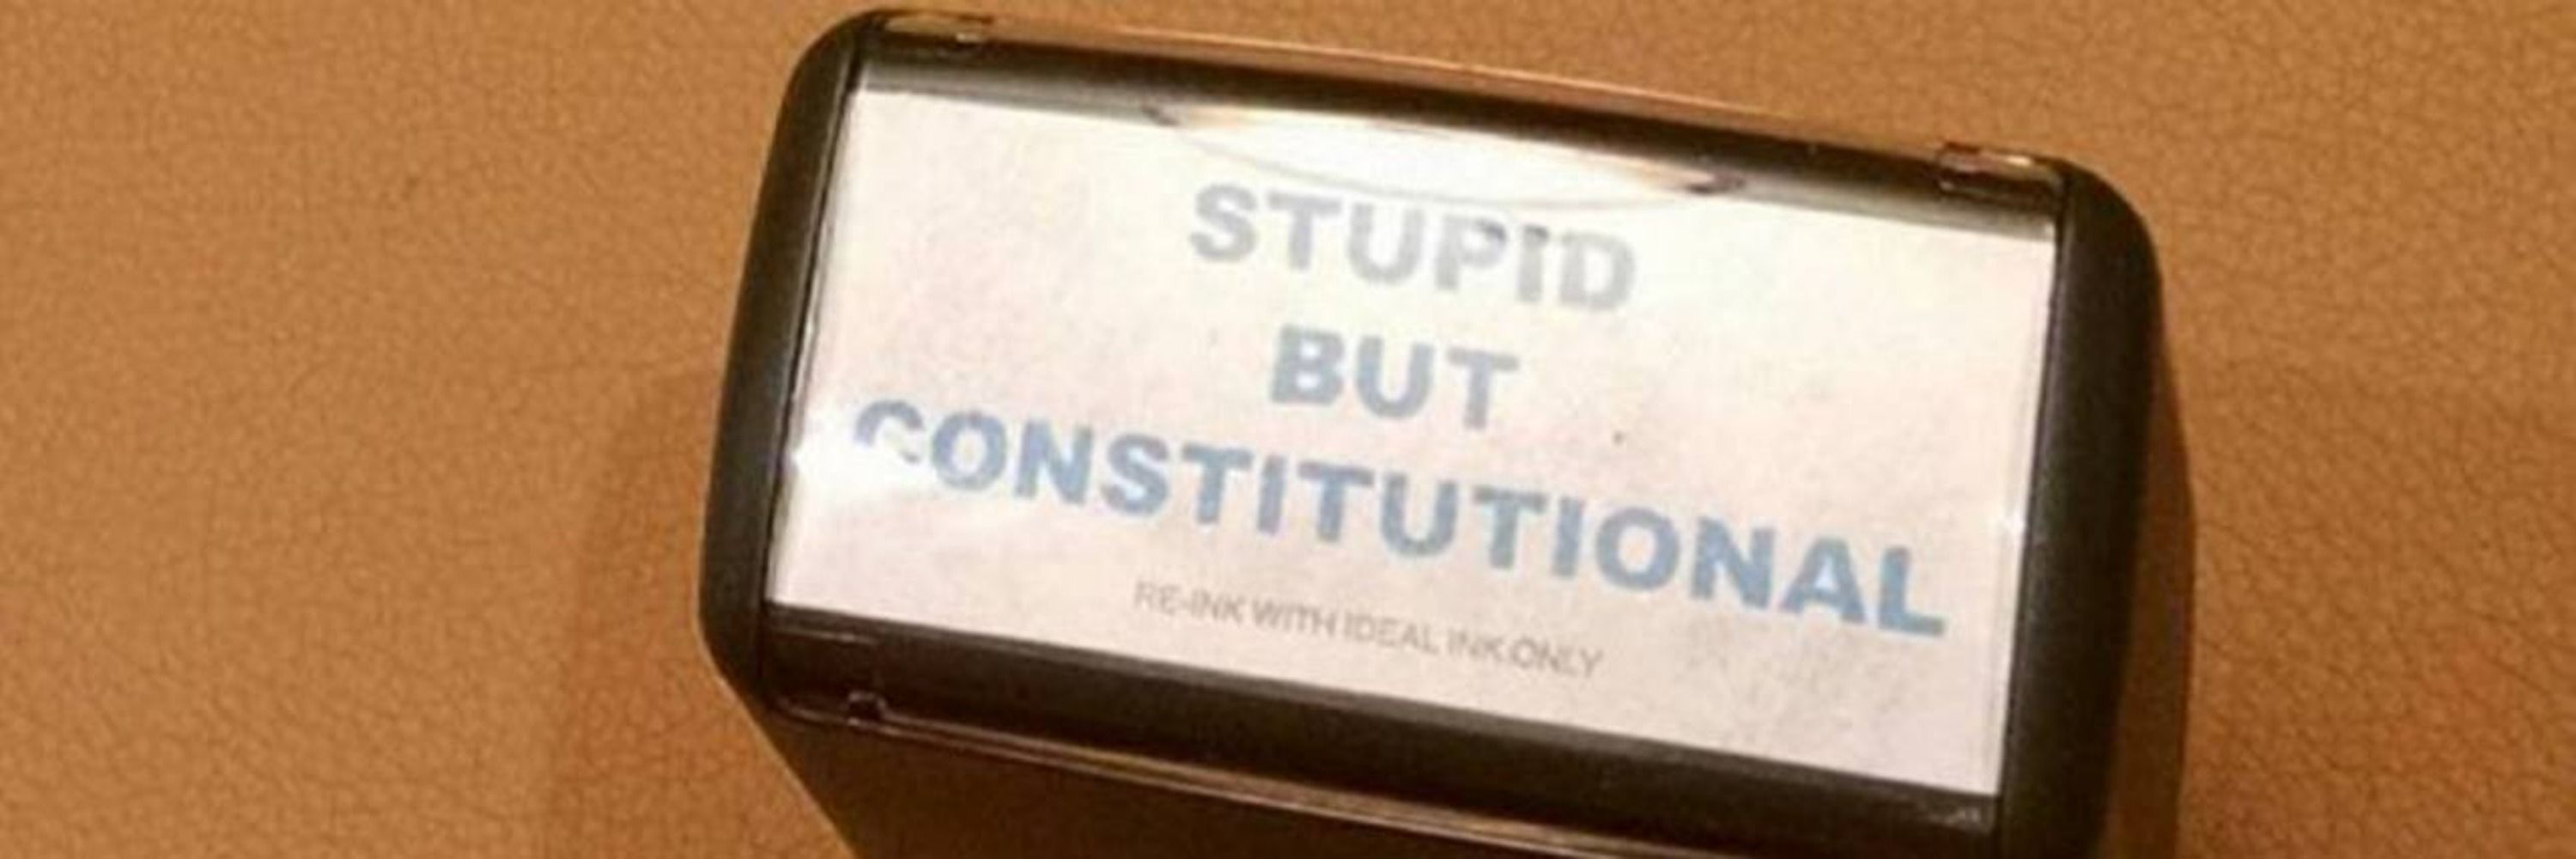 STUPID
BUT
CONSTITUTIONAL
RE-INK WITH IDEAL INK ONLY